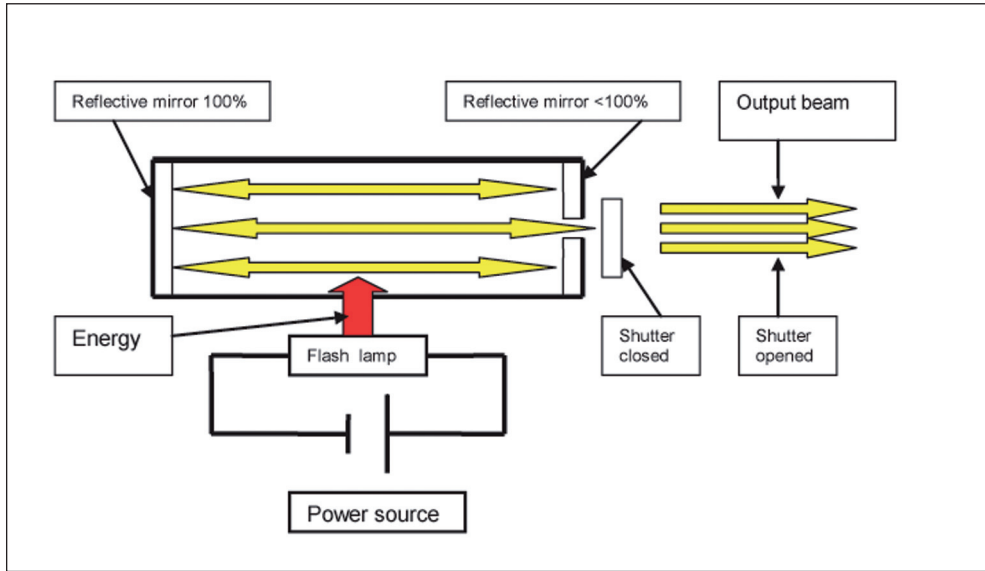 Reflective mirror 100%
Reflective mirror <100%
Output beam
Energy
Flash lamp
Shutter
closed
Shutter
opened
Power source